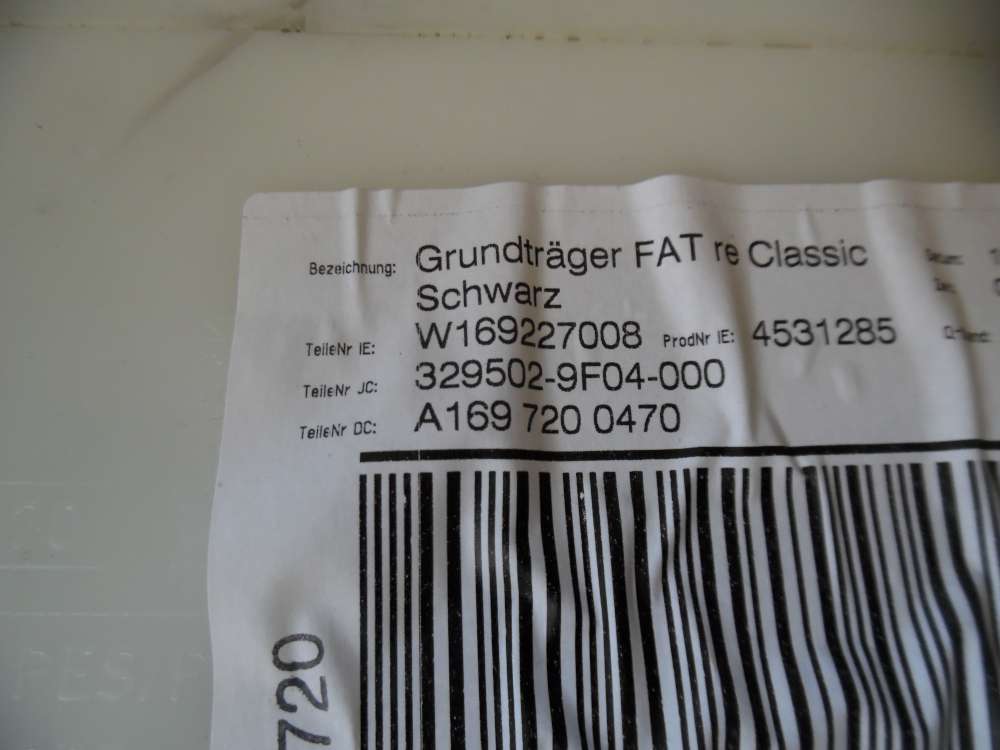 Bezeichnung: Grundträger FAT re Classic
Schwarz
TeileNr IE: W169227008 ProdNr IE: 4531285
TeileNr JC: 329502-9F04-000
TeileNr DC: A169 720 0470
720
PES/P